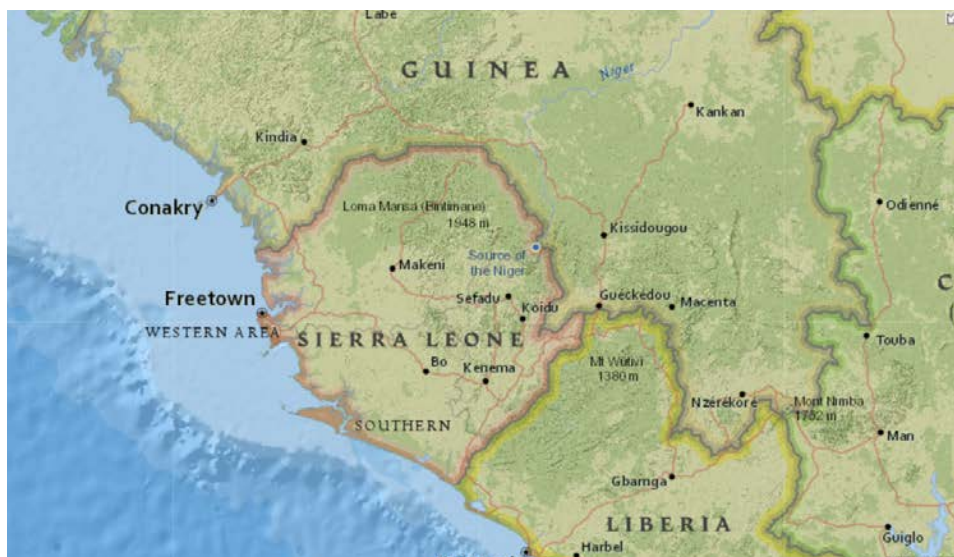 Labe
GUINEA
Niger
Kankan
Kindia
Conakry
Loma Mansa (Bintimane)
1948 m
Odienné
Kissidougou
Source of
the Niger
Makeni
Sefadu
Koidu
Guéckédou
Macenta
Freetown
WESTERN AREA
SIERRA LEONE
C
Touba
Mt Wutivi
1380 m
Bo
Kenema
Nzérékoré
Mont Nimba
1752 m
SOUTHERN
Man
Gbarnga
LIBERIA
Guiglo
Harbel